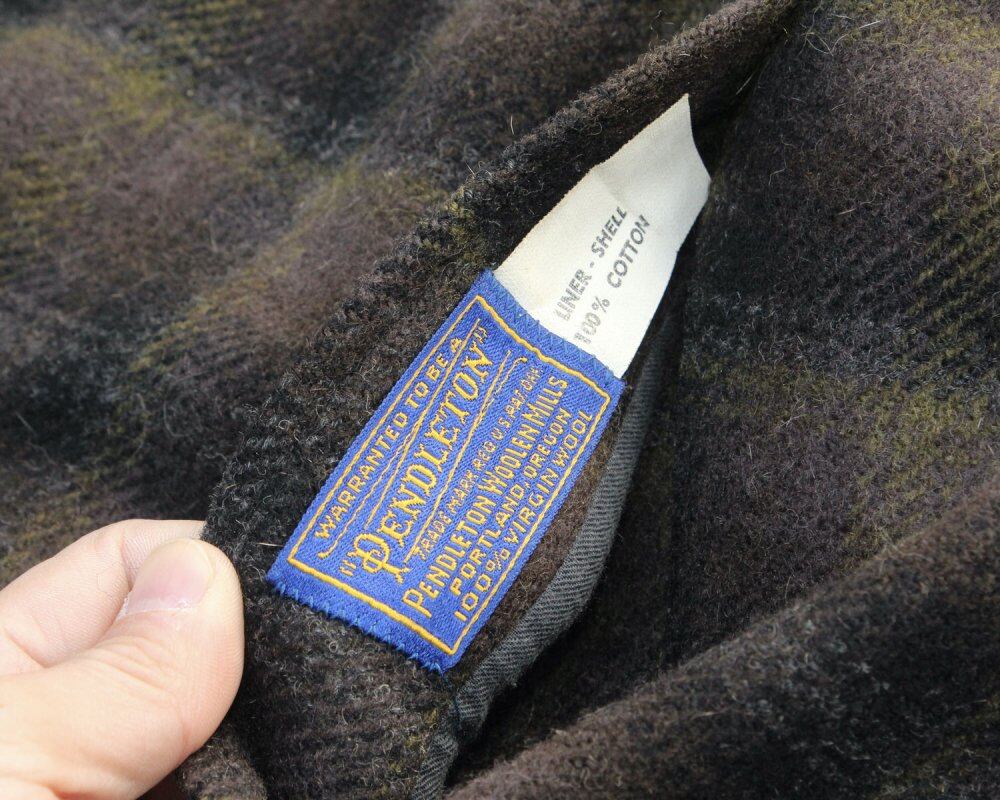 LINER - SHELL
100% COTTON
WARRANTED TO BE A
"PENDLETON"
TRADE MARK REG. U.S. PAT. OFF.
PENDLETON WOOLEN MILLS
PORTLAND, OREGON
100% VIRGIN WOOL